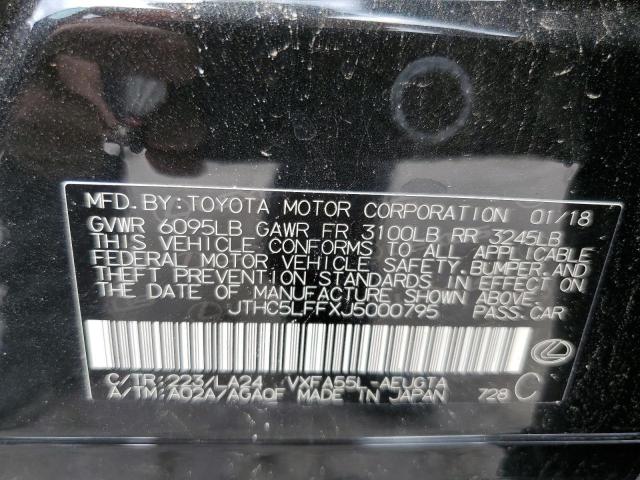 MFD. BY: TOYOTA MOTOR CORPORATION 01/18
GVWR 6095LB GAWR FR 3100LB RR 3245LB
THIS VEHICLE CONFORMS TO ALL APPLICABLE
FEDERAL MOTOR VEHICLE SAFETY, BUMPER, AND
THEFT PREVENTION STANDARDS IN EFFECT ON
THE DATE OF MANUFACTURE SHOWN ABOVE.
JTHC5LFFXJ5000795 PASS. CAR
C/TR:223/LA24 VXFA55L-AEUGTA
A/TM:A02A/AGA0F MADE IN JAPAN 728 C